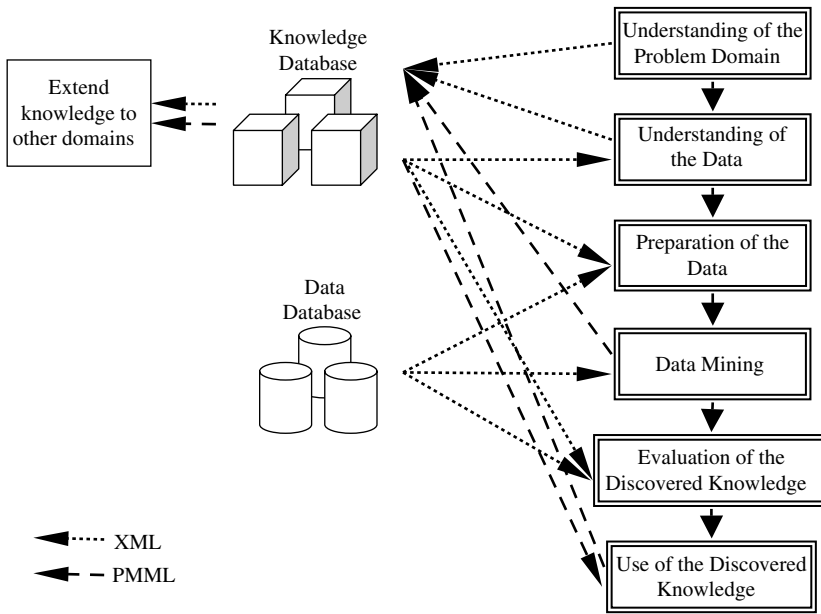 Knowledge
Database
Extend
knowledge to
other domains
Data
Database
XML
PMML
Understanding of the
Problem Domain
Understanding of
the Data
Preparation of the
Data
Data Mining
Evaluation of the
Discovered Knowledge
Use of the Discovered
Knowledge